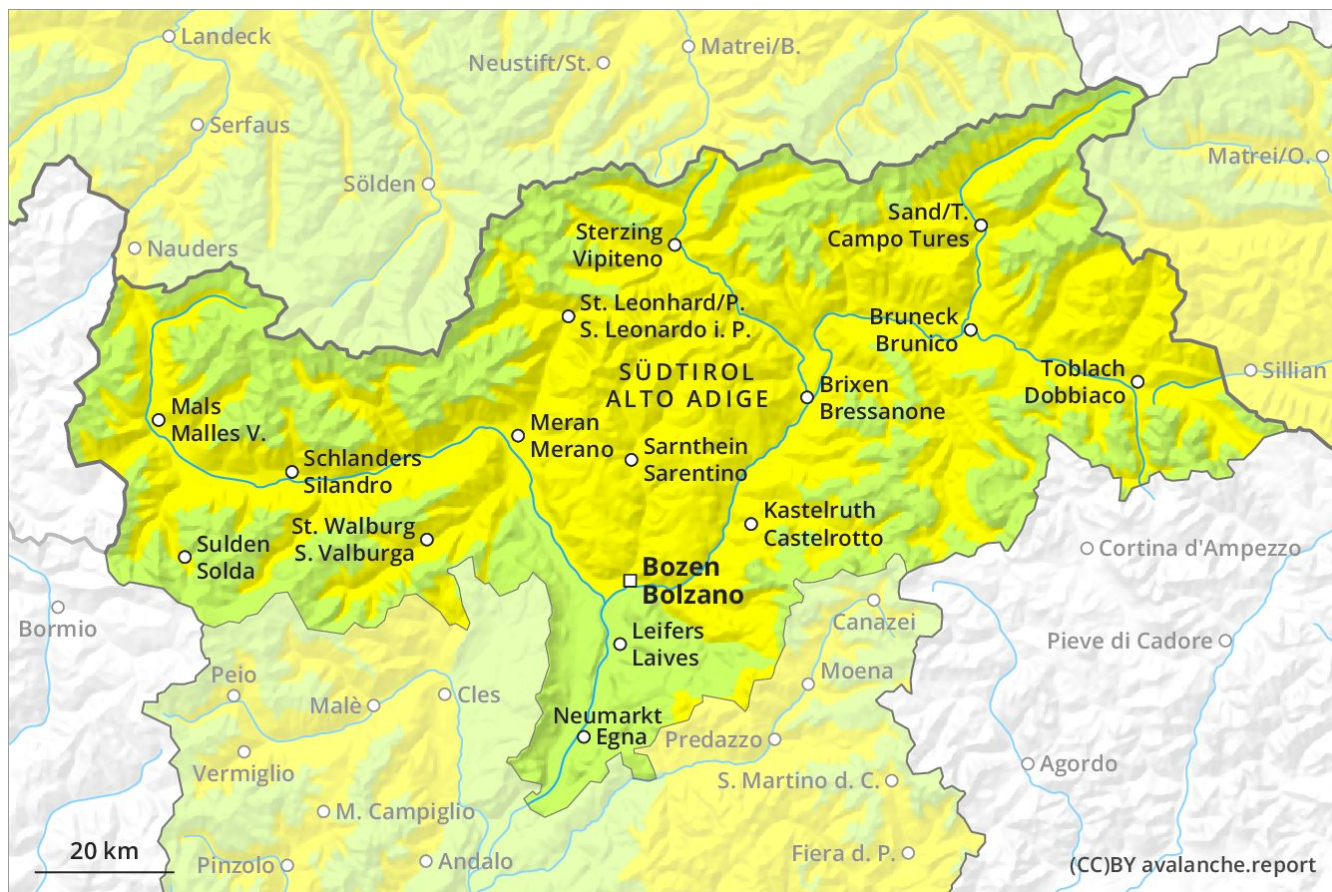 Landeck
Matrei/B.
Neustift/St.
Serfaus
Matrei/O.
Sölden
Sand/T.
Campo Tures
Sterzing
Vipiteno
Nauders
St. Leonhard/P.
S. Leonardo i. P.
Bruneck
Brunico
SÜDTIROL
ALTO ADIGE
Toblach
Dobbiaco
Sillian
Brixen
Bressanone
Mals
Malles V.
Meran
Merano
Sarnthein
Sarentino
Schlanders
Silandro
Kastelruth
Castelrotto
St. Walburg
S. Valburga
Sulden
Solda
Cortina d'Ampezzo
Bozen
Bolzano
Bormio
Canazei
Leifers
Laives
Pieve di Cadore
Peio
Moena
Cles
Malè
Neumarkt
Egna
Predazzo
Vermiglio
Agordo
S. Martino d. C.
M. Campiglio
20 km
Pinzolo
Andalo
Fiera d. P.
(CC)BY avalanche.report